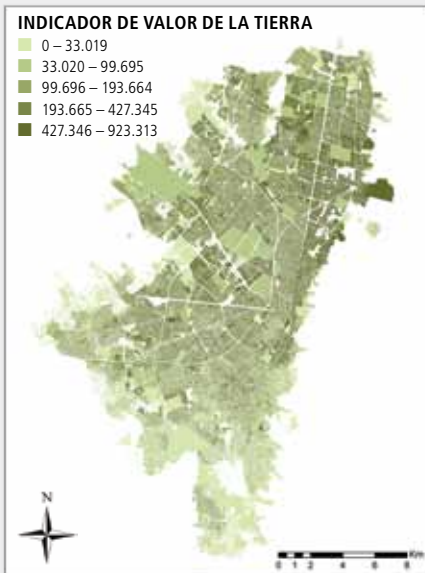 INDICADOR DE VALOR DE LA TIERRA
0 – 33.019
33.020 – 99.695
99.696 – 193.664
193.665 – 427.345
427.346 – 923.313
N
Km
0 1 2 4 6 8